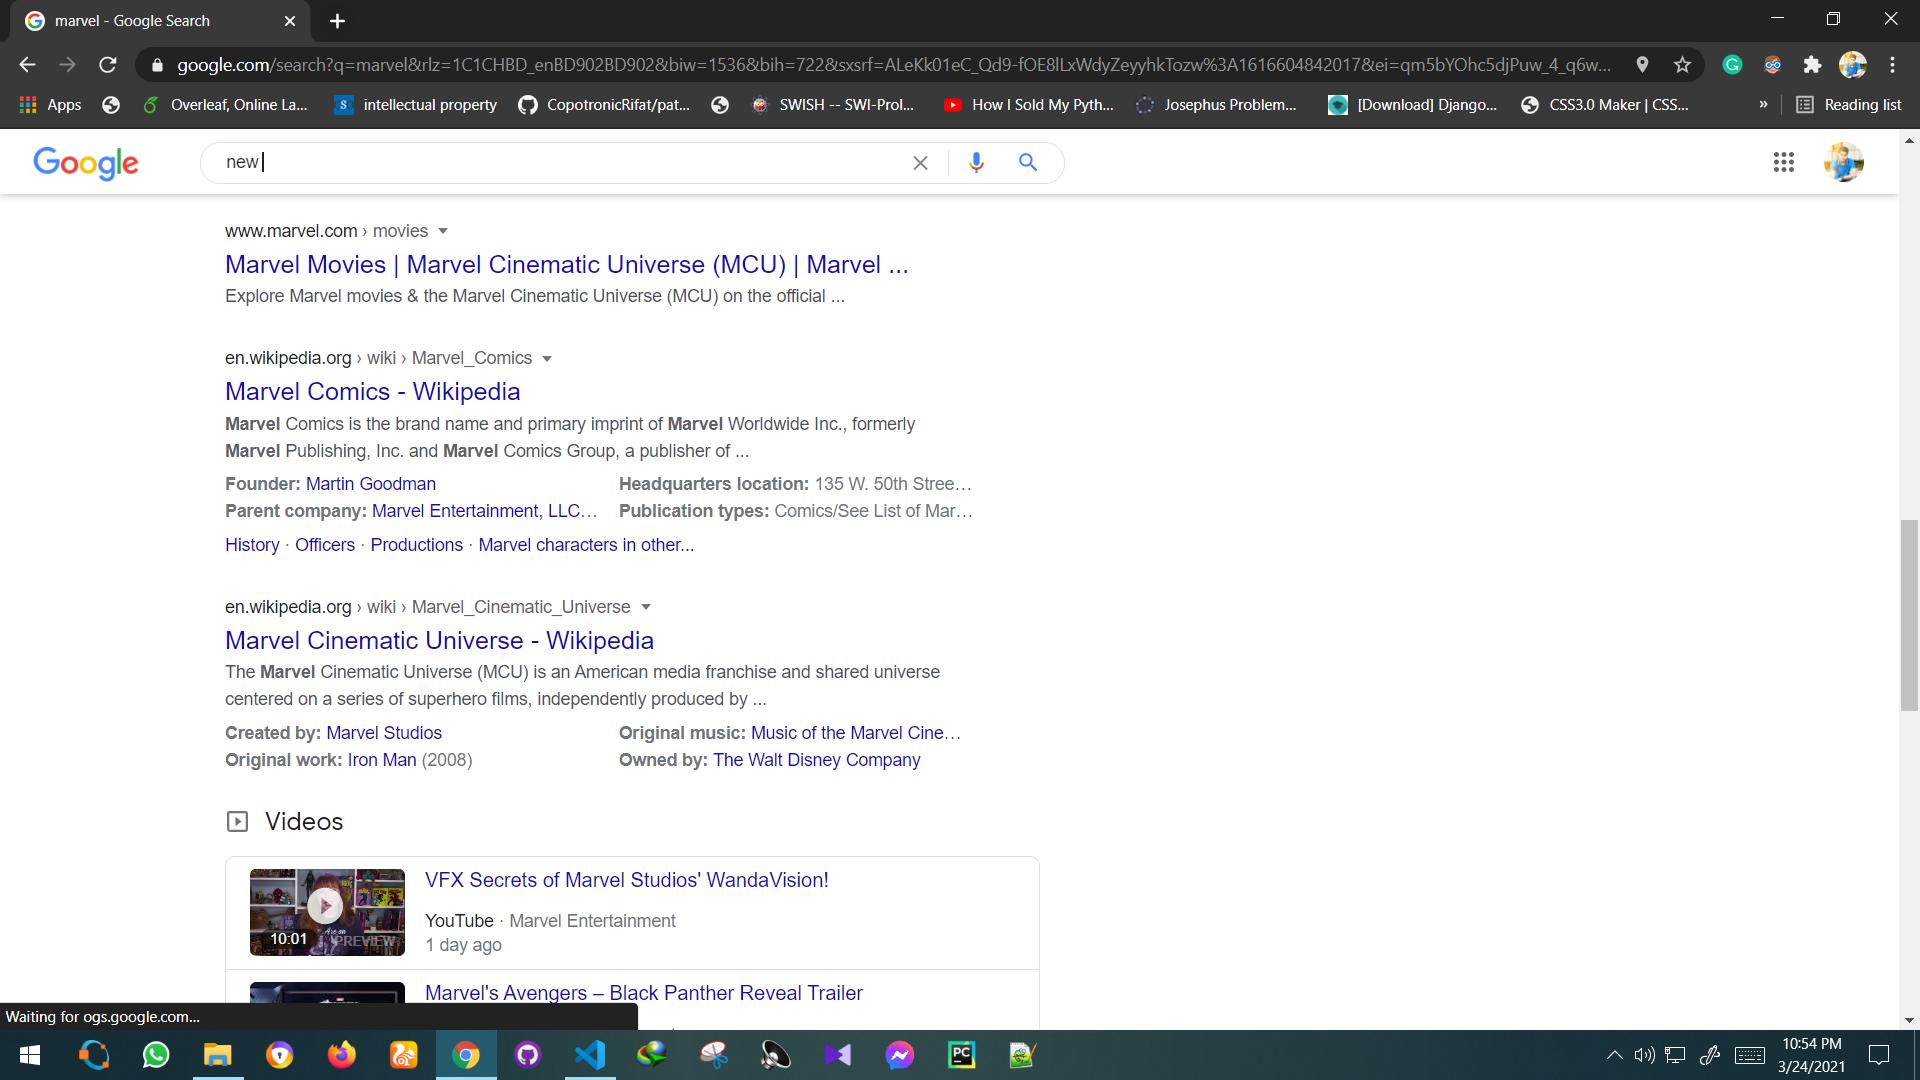 marvel - Google Search
google.com/search?q=marvel&rlz=1C1CHBD_enBD902BD902&biw=1536&bih=722&sxsrf=ALeKk01eC_Qd9-fOE8lLxWdyZeyyhkTozw%3A1616604842017&ei=qm5bYOhc5djPuw_4_q6w...
Apps Overleaf, Online La... intellectual property CopotronicRifat/pat... SWISH -- SWI-Prol... How I Sold My Pyth... Josephus Problem... [Download] Django... CSS3.0 Maker | CSS... » Reading list
Google new
www.marvel.com › movies
Marvel Movies | Marvel Cinematic Universe (MCU) | Marvel ...
Explore Marvel movies & the Marvel Cinematic Universe (MCU) on the official ...
en.wikipedia.org › wiki › Marvel_Comics
Marvel Comics - Wikipedia
Marvel Comics is the brand name and primary imprint of Marvel Worldwide Inc., formerly
Marvel Publishing, Inc. and Marvel Comics Group, a publisher of ...
Founder: Martin Goodman Headquarters location: 135 W. 50th Stree...
Parent company: Marvel Entertainment, LLC... Publication types: Comics/See List of Mar...
History · Officers · Productions · Marvel characters in other...
en.wikipedia.org › wiki › Marvel_Cinematic_Universe
Marvel Cinematic Universe - Wikipedia
The Marvel Cinematic Universe (MCU) is an American media franchise and shared universe
centered on a series of superhero films, independently produced by ...
Created by: Marvel Studios Original music: Music of the Marvel Cine...
Original work: Iron Man (2008) Owned by: The Walt Disney Company
Videos
VFX Secrets of Marvel Studios' WandaVision!
YouTube · Marvel Entertainment
1 day ago
10:01 PREVIEW
Marvel's Avengers – Black Panther Reveal Trailer
Waiting for ogs.google.com...
10:54 PM
3/24/2021